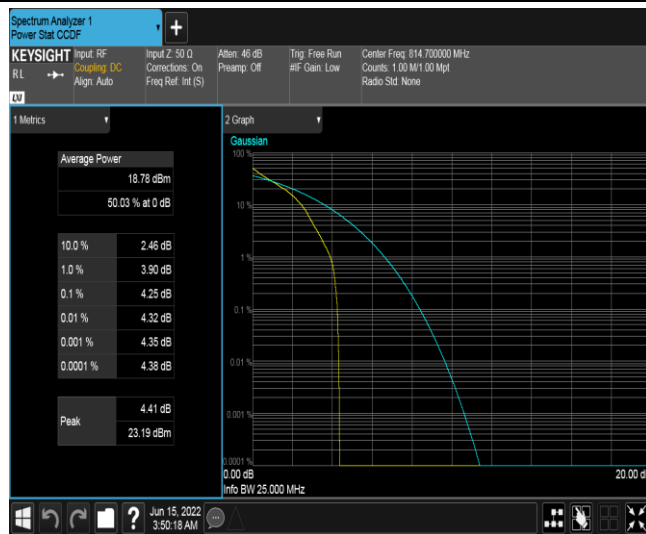 Spectrum Analyzer 1
Power Stat CCDF
+
KEYSIGHT
RL
LXI
Input: RF
Coupling: DC
Align: Auto
Input Z: 50 Ω
Corrections: On
Freq Ref: Int (S)
Atten: 46 dB
Preamp: Off
Trig: Free Run
#IF Gain: Low
Center Freq: 814.700000 MHz
Counts: 1.00 M/1.00 Mpt
Radio Std: None
1 Metrics
Average Power
18.78 dBm
50.03 % at 0 dB
10.0 % 2.46 dB
1.0 % 3.90 dB
0.1 % 4.25 dB
0.01 % 4.32 dB
0.001 % 4.35 dB
0.0001 % 4.38 dB
Peak
4.41 dB
23.19 dBm
2 Graph
Gaussian
100 %
10 %
1 %
0.1 %
0.01 %
0.001 %
0.0001 %
0.00 dB
20.00 d
Info BW 25.000 MHz
?
Jun 15, 2022
3:50:18 AM